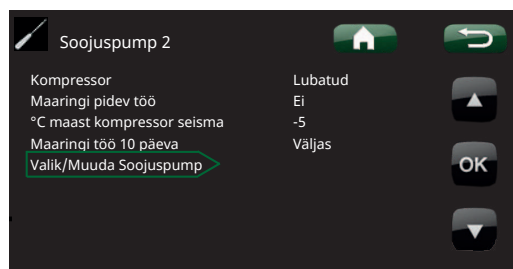 Soojuspump 2
Kompressor Lubatud
Maaringi pidev töö Ei
°C maast kompressor seisma -5
Maaringi töö 10 päeva Väljas
Valik/Muuda Soojuspump
OK